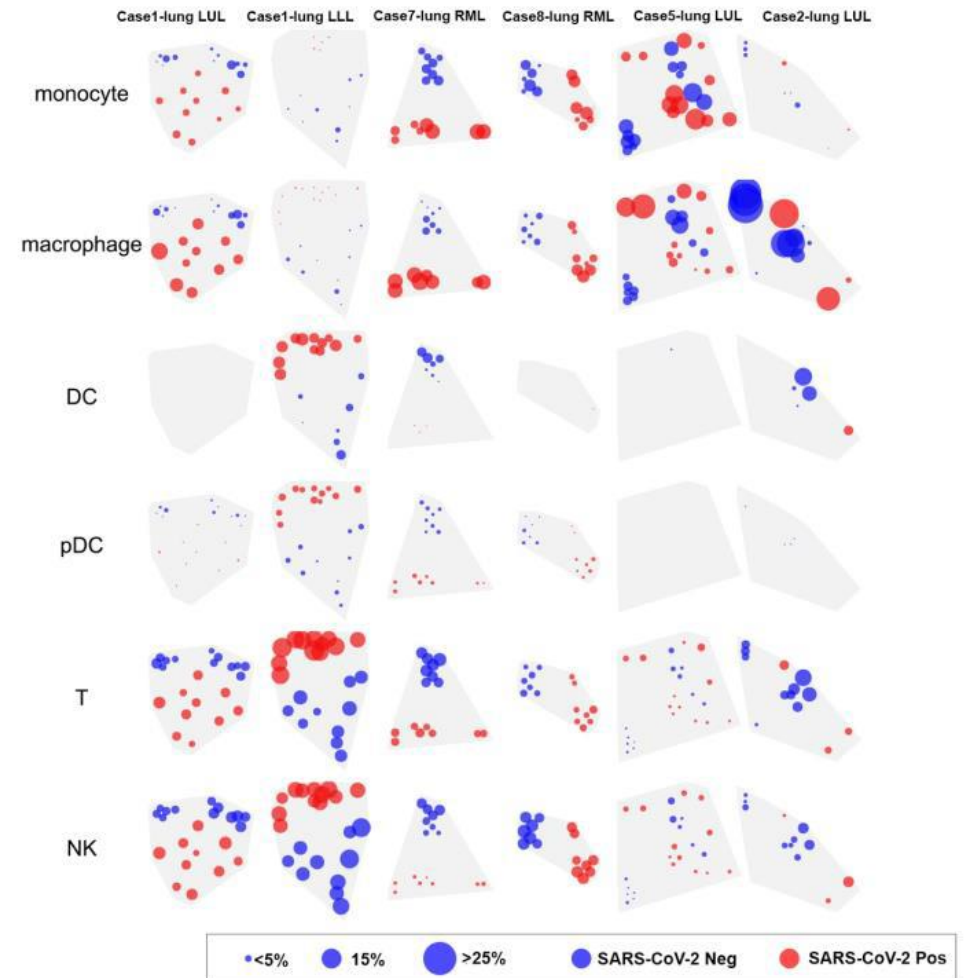 Case1-lung LUL Case1-lung LLL Case7-lung RML Case8-lung RML Case5-lung LUL Case2-lung LUL
monocyte
macrophage
DC
pDC
T
NK
<5% 15% >25% SARS-CoV-2 Neg SARS-CoV-2 Pos